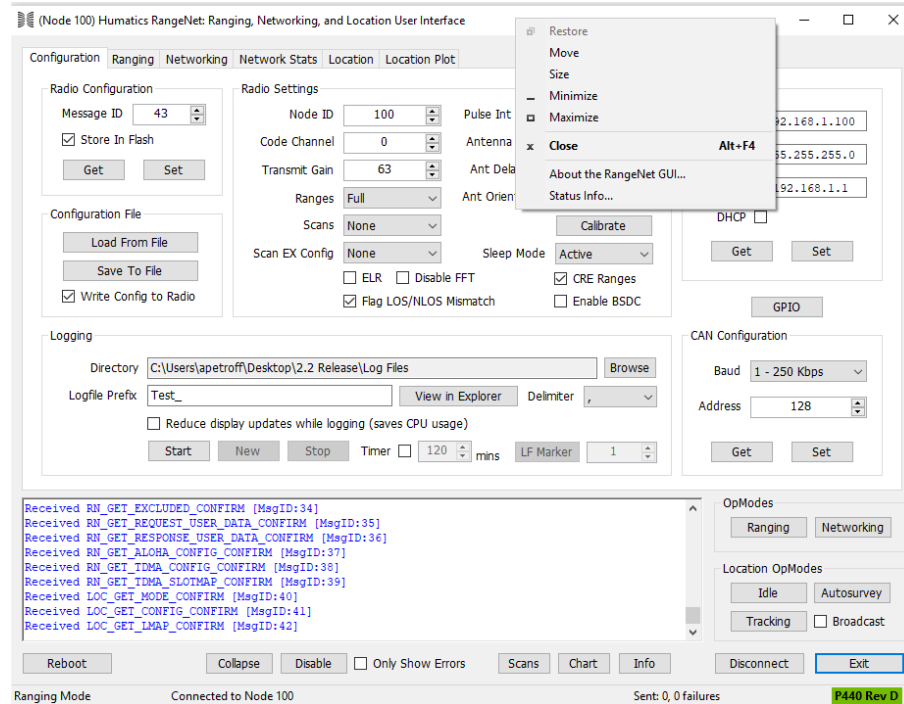 (Node 100) Humatics RangeNet: Ranging, Networking, and Location User Interface
Restore
Move
Size
Minimize
Maximize
Close Alt+F4
About the RangeNet GUI...
Status Info...
Configuration Ranging Networking Network Stats Location Location Plot
Radio Configuration
Message ID 43
Store In Flash
Get Set
Configuration File
Load From File
Save To File
Write Config to Radio
Radio Settings
Node ID 100 Pulse Int
Code Channel 0 Antenna
Transmit Gain 63 Ant Dela
Ranges Full Ant Orien
Scans None Calibrate
Scan EX Config None Sleep Mode Active
ELR Disable FFT CRE Ranges
Flag LOS/NLOS Mismatch Enable BSDC
92.168.1.100
55.255.255.0
192.168.1.1
DHCP
Get Set
GPIO
Logging
Directory C:\Users\apetroff\Desktop\2.2 Release\Log Files Browse
Logfile Prefix Test_ View in Explorer Delimiter ,
Reduce display updates while logging (saves CPU usage)
Start New Stop Timer 120 mins LF Marker 1
CAN Configuration
Baud 1 - 250 Kbps
Address 128
Get Set
Received RN_GET_EXCLUDED_CONFIRM [MsgID:34]
Received RN_GET_REQUEST_USER_DATA_CONFIRM [MsgID:35]
Received RN_GET_RESPONSE_USER_DATA_CONFIRM [MsgID:36]
Received RN_GET_ALOHA_CONFIG_CONFIRM [MsgID:37]
Received RN_GET_TDMA_CONFIG_CONFIRM [MsgID:38]
Received RN_GET_TDMA_SLOTMAP_CONFIRM [MsgID:39]
Received LOC_GET_MODE_CONFIRM [MsgID:40]
Received LOC_GET_CONFIG_CONFIRM [MsgID:41]
Received LOC_GET_LMAP_CONFIRM [MsgID:42]
OpModes
Ranging Networking
Location OpModes
Idle Autosurvey
Tracking Broadcast
Reboot Collapse Disable Only Show Errors Scans Chart Info Disconnect Exit
Ranging Mode Connected to Node 100 Sent: 0, 0 failures P440 Rev D